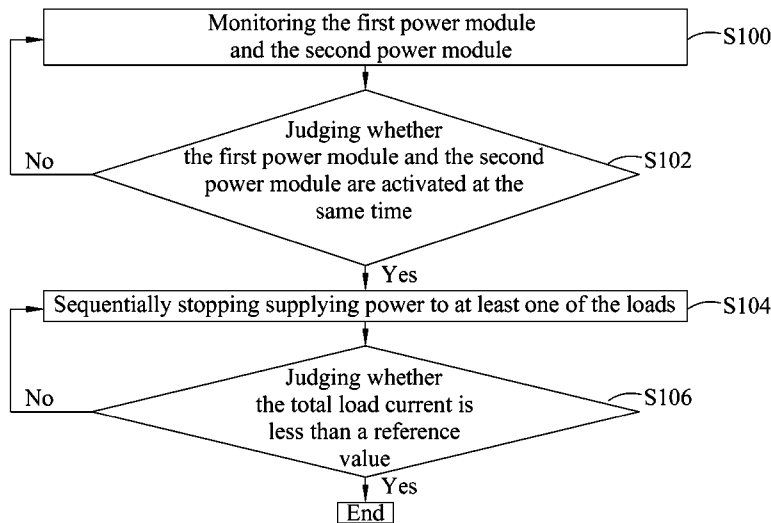 Monitoring the first power module
and the second power module
S100
Judging whether
the first power module and the second
power module are activated at the
same time
S102
No
Yes
Sequentially stopping supplying power to at least one of the loads
S104
Judging whether
the total load current is
less than a reference
value
S106
No
Yes
End